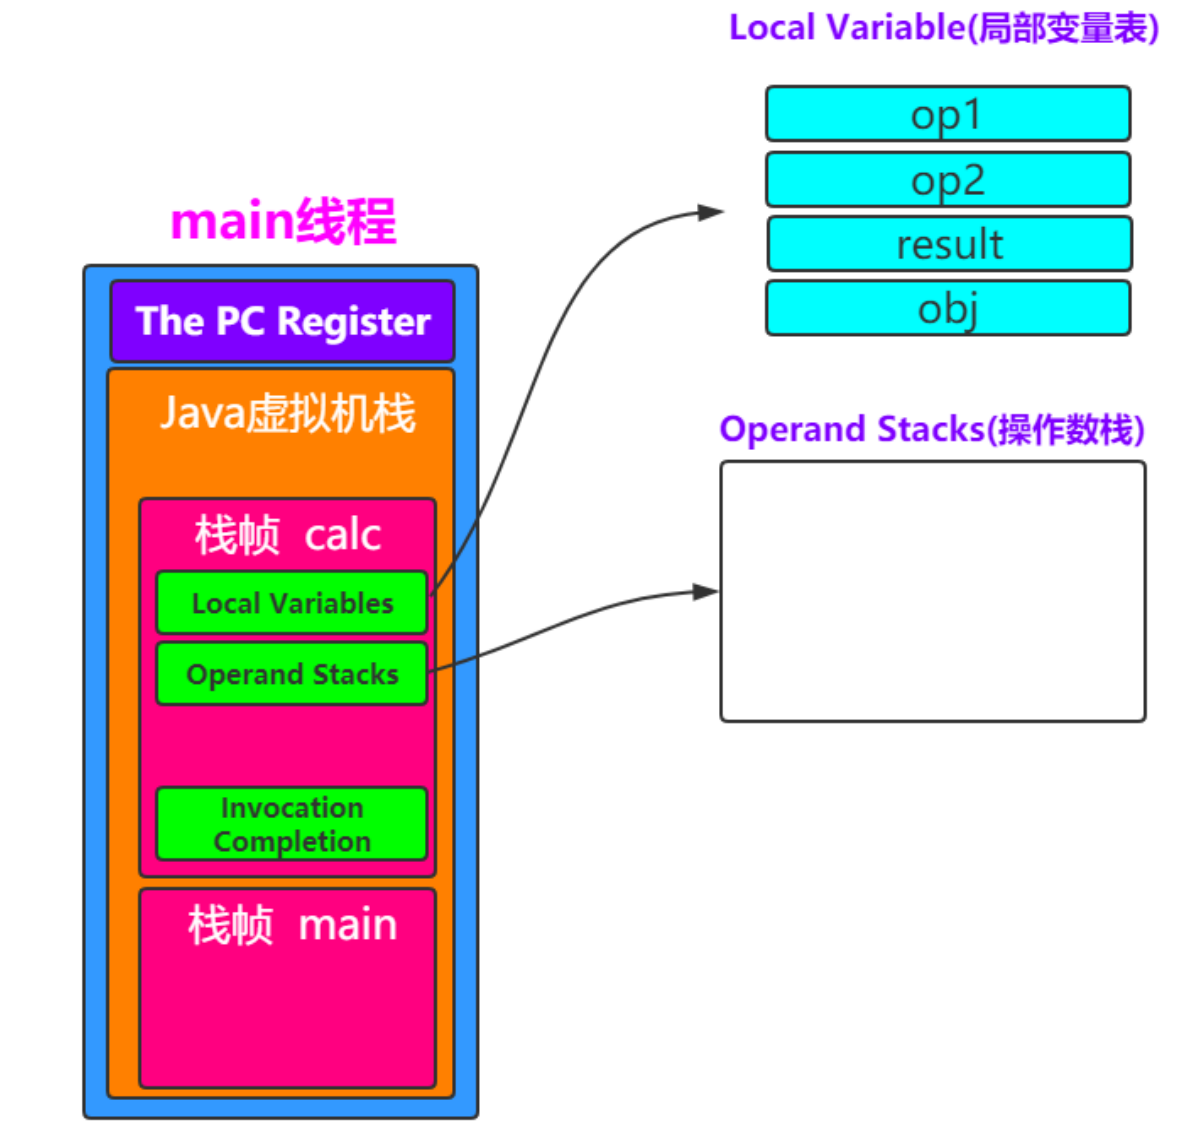 Local Variable(局部变量表)
op1
op2
result
obj
main线程
The PC Register
Java虚拟机栈
栈帧 calc
Local Variables
Operand Stacks
Invocation
Completion
栈帧 main
Operand Stacks(操作数栈)